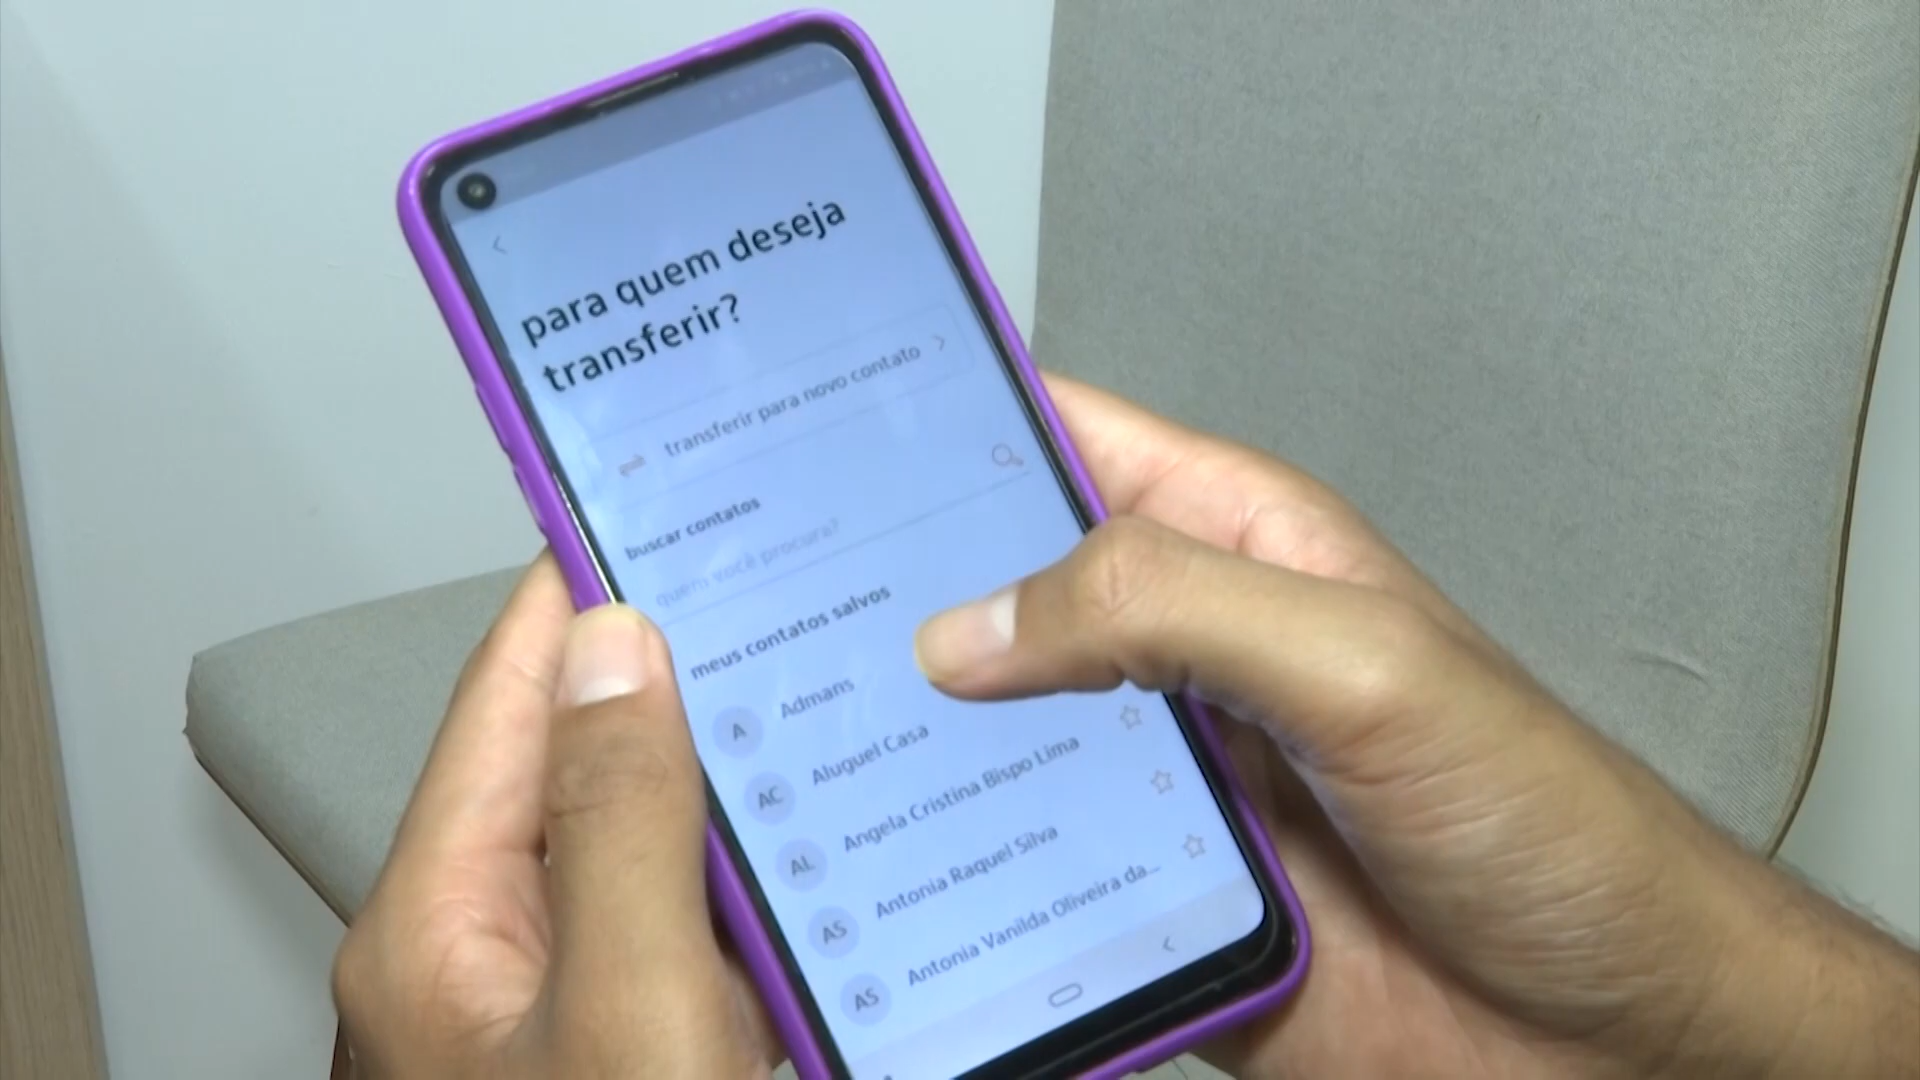 para quem deseja
transferir?
transferir para novo contato
buscar contatos
quem você procura?
meus contatos salvos
A Admans
AC Aluguel Casa
AL Angela Cristina Bispo Lima
AS Antonia Raquel Silva
AS Antonia Vanilda Oliveira da...